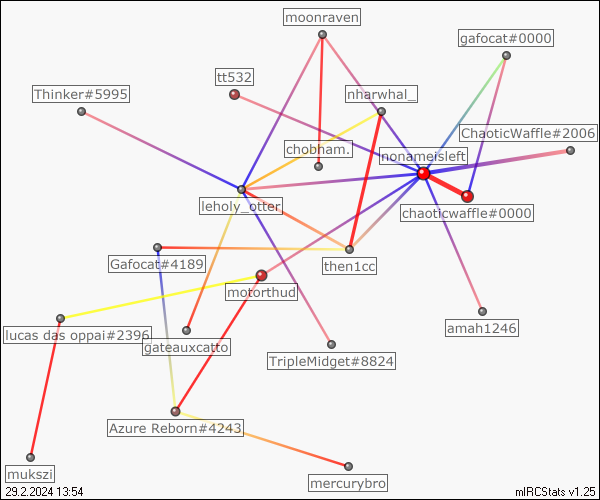 moonraven
gafocat#0000
tt532
Thinker#5995
nharwhal_
ChaoticWaffle#2006
chobham.
nonameisleft
leholy_otter
chaoticwaffle#0000
Gafocat#4189
then1cc
motorthud
amah1246
lucas das oppai#2396
gateauxcatto
TripleMidget#8824
Azure Reborn#4243
mukszi
mercurybro
29.2.2024 13:54
mIRCStats v1.25